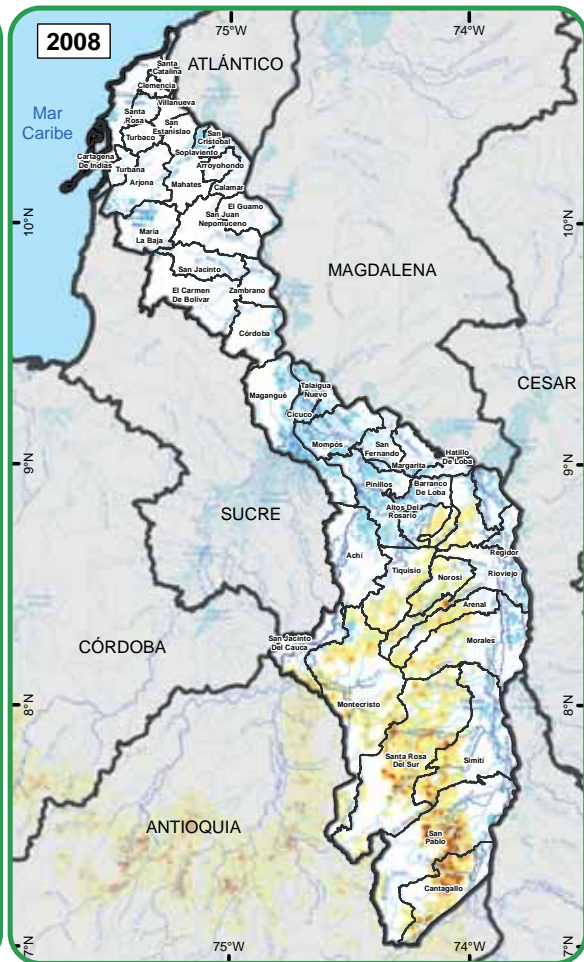 2008
75°W
74°W
ATLÁNTICO
Santa
Catalina
Clemencia
Mar
Caribe
Villanueva
Santa
Rosa
San
Estanislao
San
Cristobal
Turbaco
Soplaviento
Cartagena
De Indias
Arroyohondo
Turbana
Arjona
Mahates
Calamar
El Guamo
10°N
10°N
San Juan
Nepomuceno
María
La Baja
San Jacinto
MAGDALENA
El Carmen
De Bolívar
Zambrano
Córdoba
CESAR
Talaigua
Nuevo
Magangué
Cicuco
Mompós
San
Fernando
Hatillo
De Loba
Margarita
9°N
9°N
Pinillos
Barranco
De Loba
Altos Del
Rosario
SUCRE
Achí
Regidor
Tiquisio
Norosí
Rioviejo
Arenal
San Jacinto
Del Cauca
Morales
CÓRDOBA
Montecristo
8°N
8°N
Santa Rosa
Del Sur
Simití
ANTIOQUIA
San
Pablo
Cantagallo
7°N
7°N
75°W
74°W